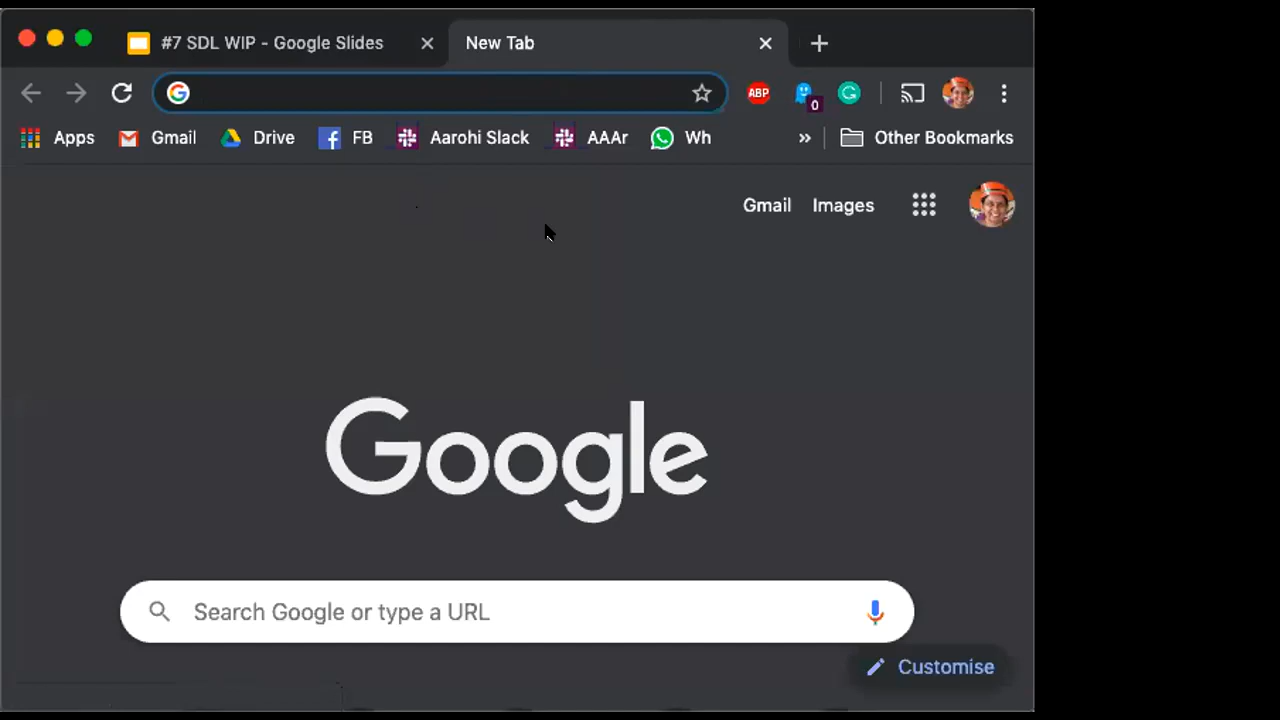 #7 SDL WIP - Google Slides
New Tab
ABP
0
Apps
Gmail
Drive
FB
Aarohi Slack
AAAr
Wh
Other Bookmarks
Gmail
Images
Google
Search Google or type a URL
Customise